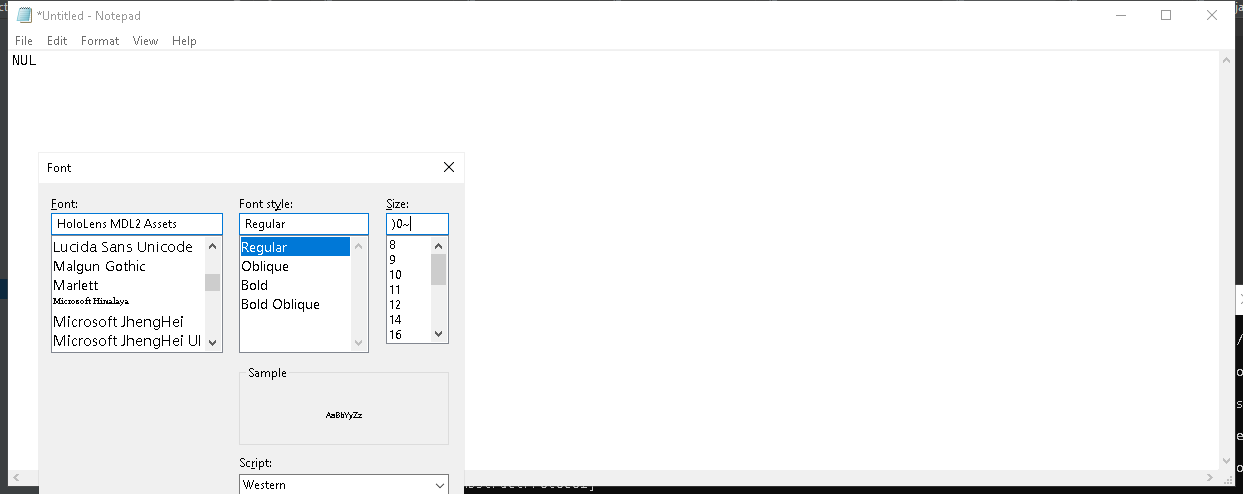 *Untitled - Notepad
File Edit Format View Help
NUL
Font
Font: Font style: Size:
HoloLens MDL2 Assets Regular )0~
Lucida Sans Unicode Regular 8
Malgun Gothic Oblique 9
Marlett Bold 10
Microsoft Himalaya Bold Oblique 11
Microsoft JhengHei 12
Microsoft JhengHei UI 14
16
Sample
AaBbYyZz
Script:
Western